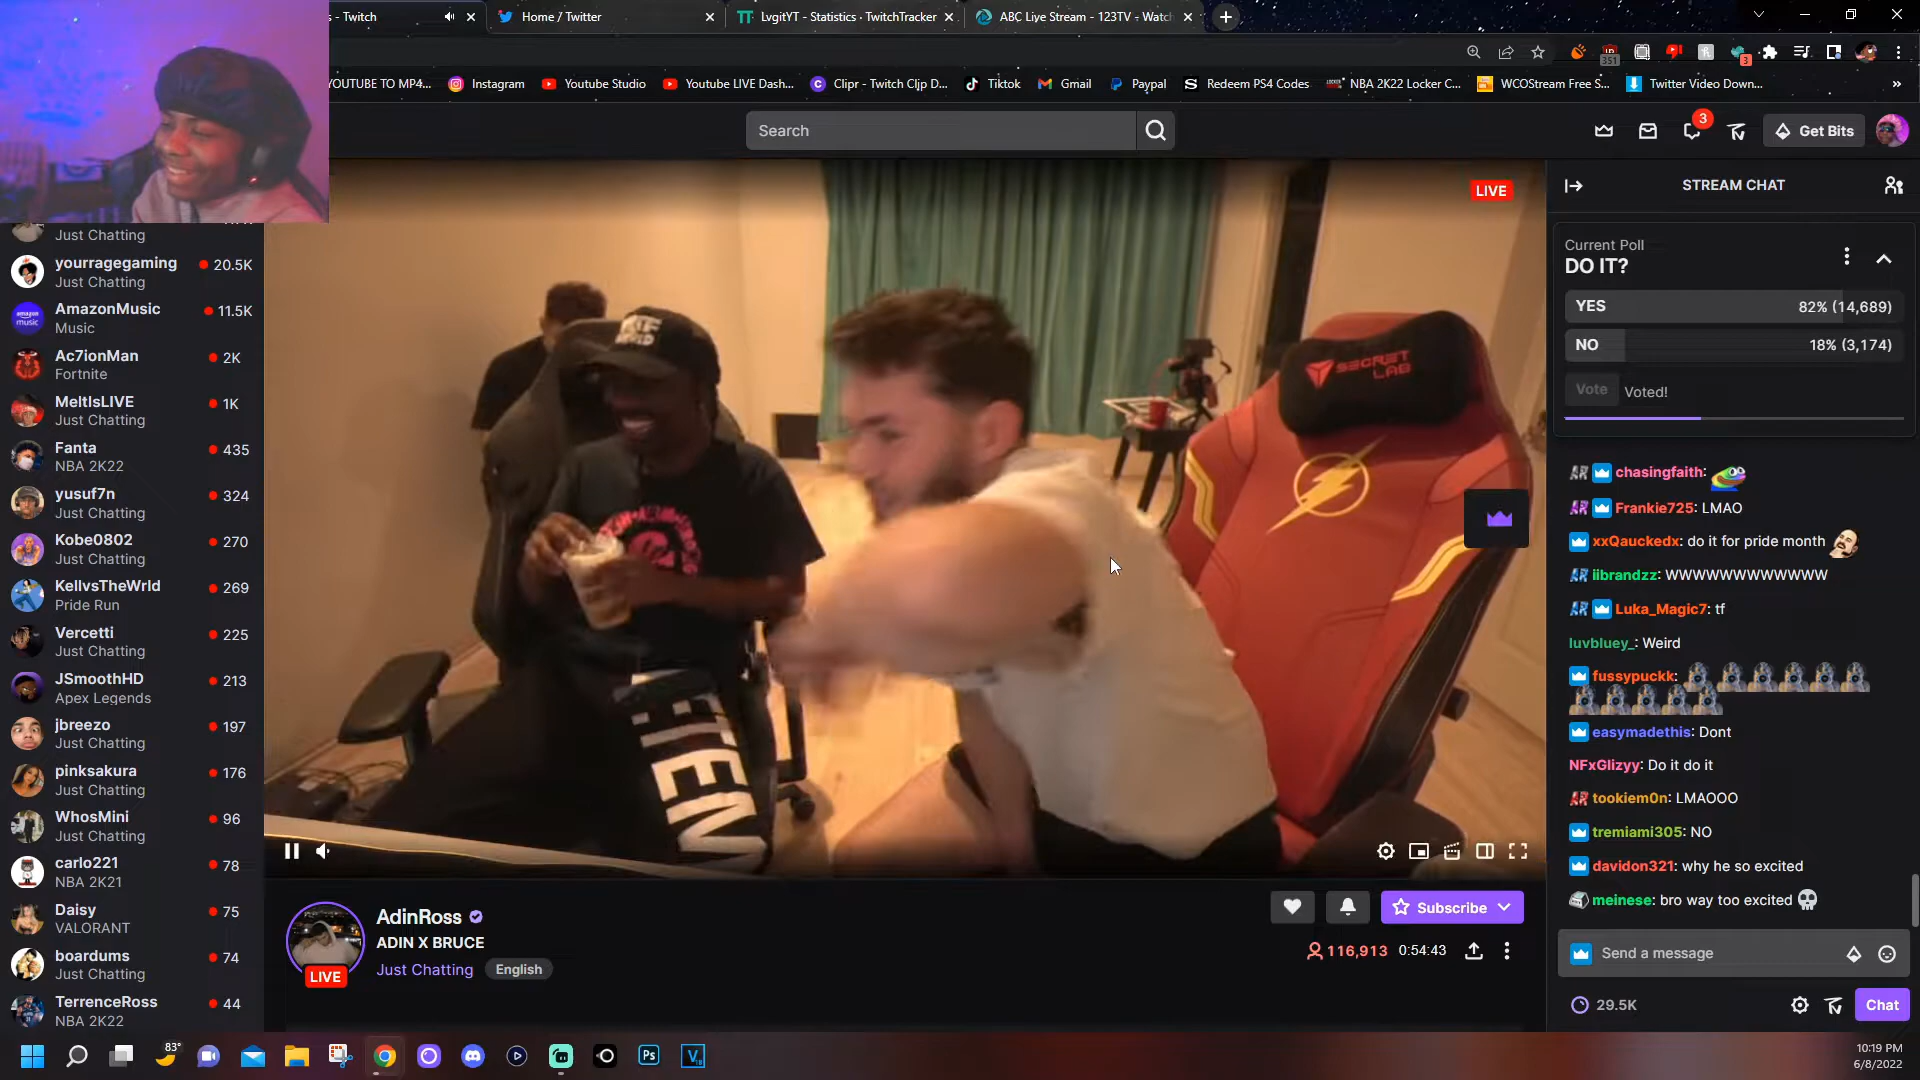 s - Twitch
Home / Twitter
LvgitYT - Statistics · TwitchTracker
ABC Live Stream - 123TV - Watch
351
3
YOUTUBE TO MP4...
Instagram
Youtube Studio
Youtube LIVE Dash...
Clipr - Twitch Clip D...
Tiktok
Gmail
Paypal
Redeem PS4 Codes
NBA 2K22 Locker C...
WCOStream Free S...
Twitter Video Down...
»
Search
3
Get Bits
Just Chatting
yourragegaming
20.5K
Just Chatting
amazon music
AmazonMusic
11.5K
Music
Ac7ionMan
2K
Fortnite
MeltIsLIVE
1K
Just Chatting
Fanta
435
NBA 2K22
yusuf7n
324
Just Chatting
Kobe0802
270
Just Chatting
KellvsTheWrld
269
Pride Run
Vercetti
225
Just Chatting
JSmoothHD
213
Apex Legends
jbreezo
197
Just Chatting
pinksakura
176
Just Chatting
WhosMini
96
Just Chatting
carlo221
78
NBA 2K21
Daisy
75
VALORANT
boardums
74
Just Chatting
TerrenceRoss
44
NBA 2K22
LIVE
SECRET
LAB
LIVE
AdinRoss
ADIN X BRUCE
Just Chatting
English
Subscribe
116,913
0:54:43
STREAM CHAT
Current Poll
DO IT?
YES
82% (14,689)
NO
18% (3,174)
Vote
Voted!
chasingfaith:
Frankie725: LMAO
xxQauckedx: do it for pride month
iibrandzz: WWWWWWWWWWWW
Luka_Magic7: tf
luvbluey_: Weird
fussypuckk:
easymadethis: Dont
NFxGlizyy: Do it do it
tookiem0n: LMAOOO
tremiami305: NO
davidon321: why he so excited
meinese: bro way too excited
Send a message
29.5K
Chat
83°
Ps
10:19 PM
6/8/2022